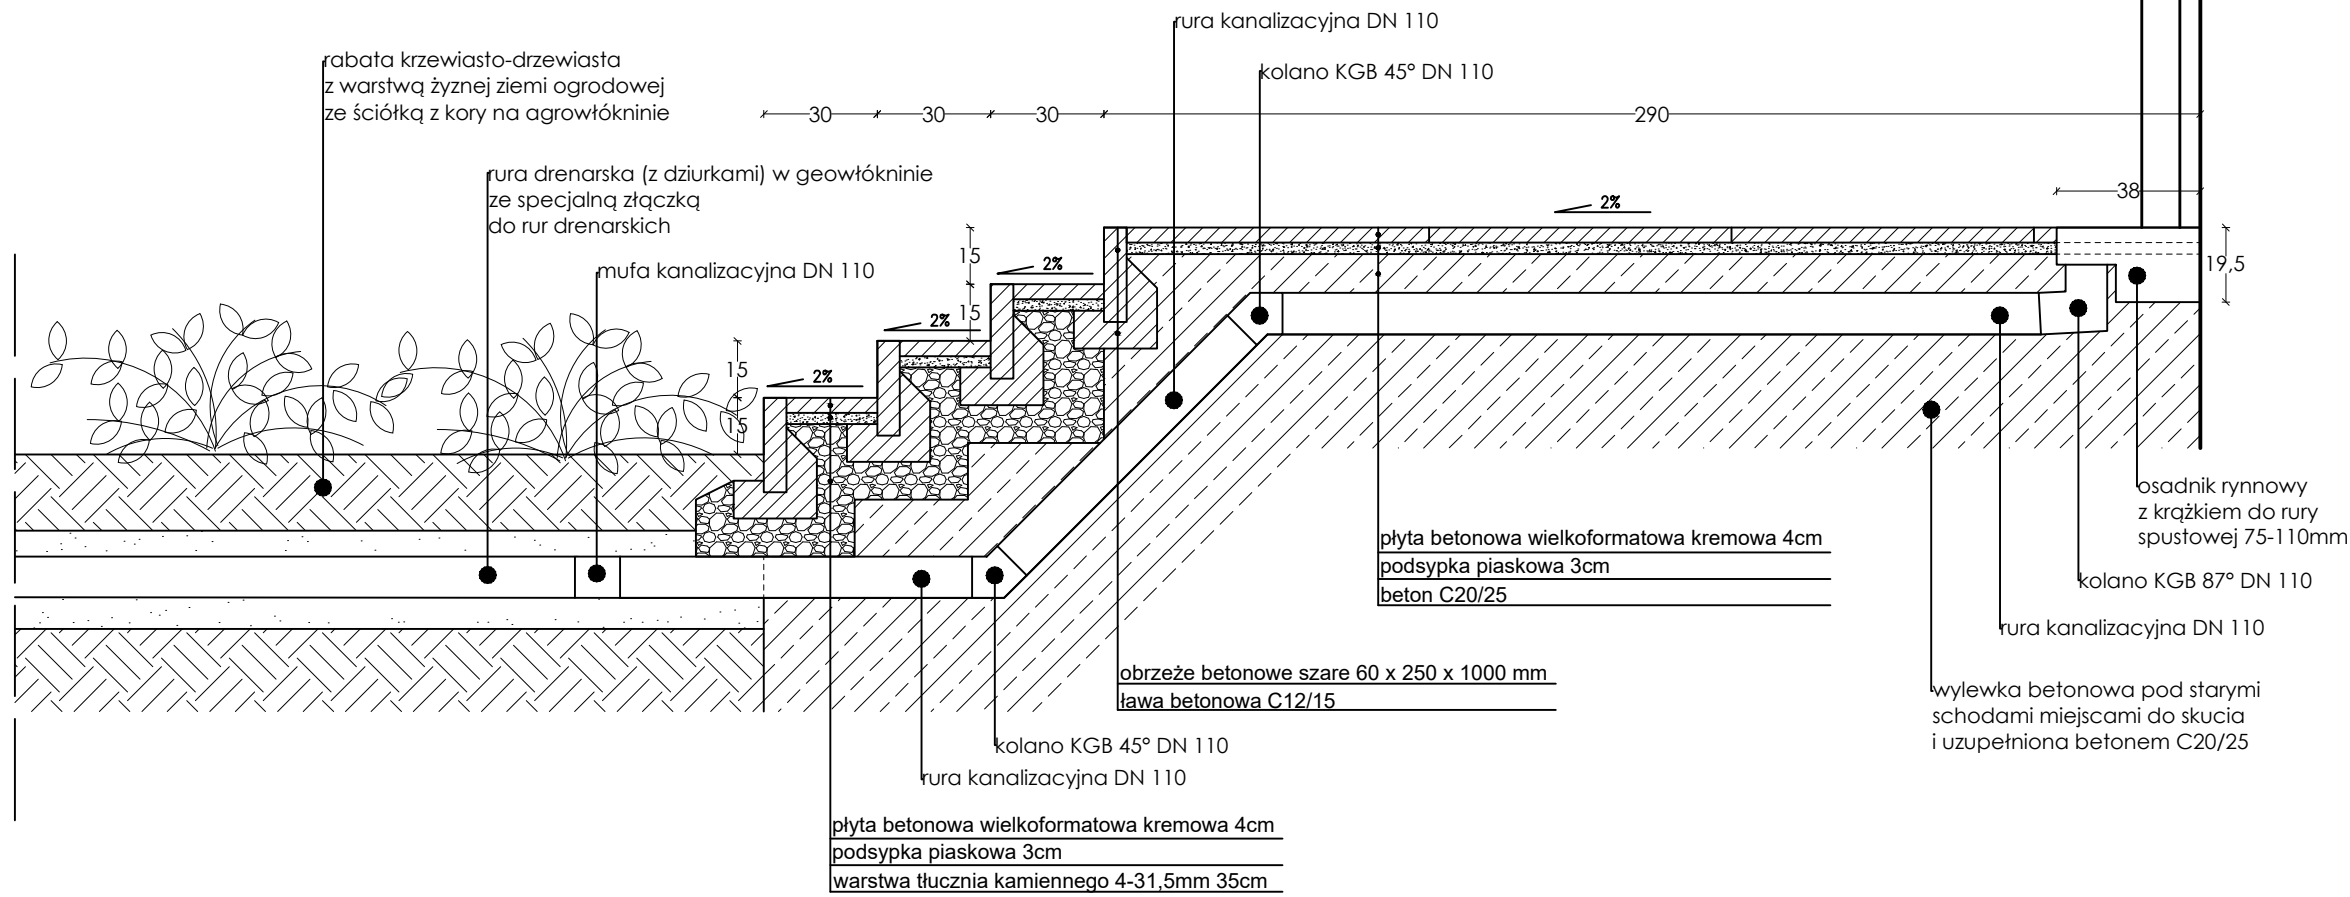 rura kanalizacyjna DN 110
kolano KGB 45° DN 110
rabata krzewiasto-drzewiasta
z warstwą żyznej ziemi ogrodowej
ze ściółką z kory na agrowłókninie
30
30
30
290
rura drenarska (z dziurkami) w geowłókninie
ze specjalną złączką
do rur drenarskich
38
2%
mufa kanalizacyjna DN 110
15
2%
19,5
15
2%
15
2%
15
osadnik rynnowy
z krążkiem do rury
spustowej 75-110mm
płyta betonowa wielkoformatowa kremowa 4cm
podsypka piaskowa 3cm
beton C20/25
kolano KGB 87° DN 110
rura kanalizacyjna DN 110
obrzeże betonowe szare 60 x 250 x 1000 mm
ława betonowa C12/15
wylewka betonowa pod starymi
schodami miejscami do skucia
i uzupełniona betonem C20/25
kolano KGB 45° DN 110
rura kanalizacyjna DN 110
płyta betonowa wielkoformatowa kremowa 4cm
podsypka piaskowa 3cm
warstwa tłucznia kamiennego 4-31,5mm 35cm